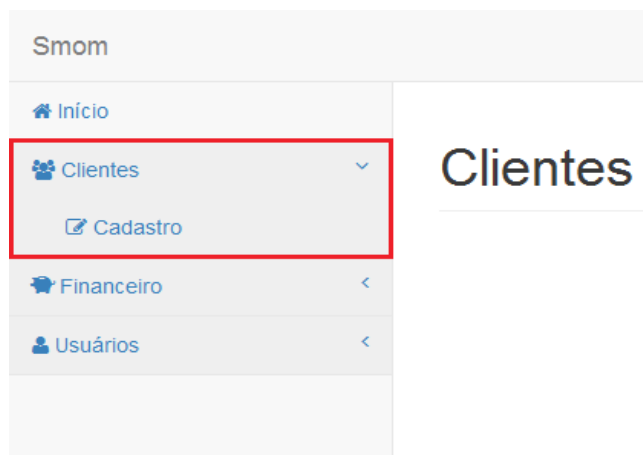 Smom
Início
Clientes
Clientes
Cadastro
Financeiro
Usuários